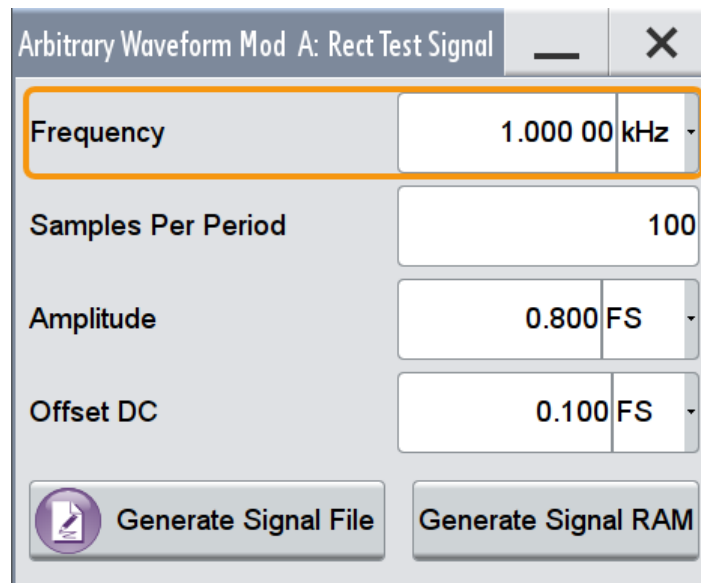 Arbitrary Waveform Mod A: Rect Test Signal
Frequency 1.000 00 kHz
Samples Per Period 100
Amplitude 0.800 FS
Offset DC 0.100 FS
Generate Signal File Generate Signal RAM